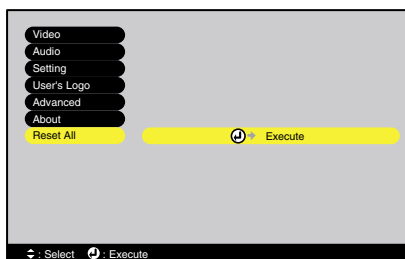 Video
Audio
Setting
User's Logo
Advanced
About
Reset All
Execute
: Select : Execute